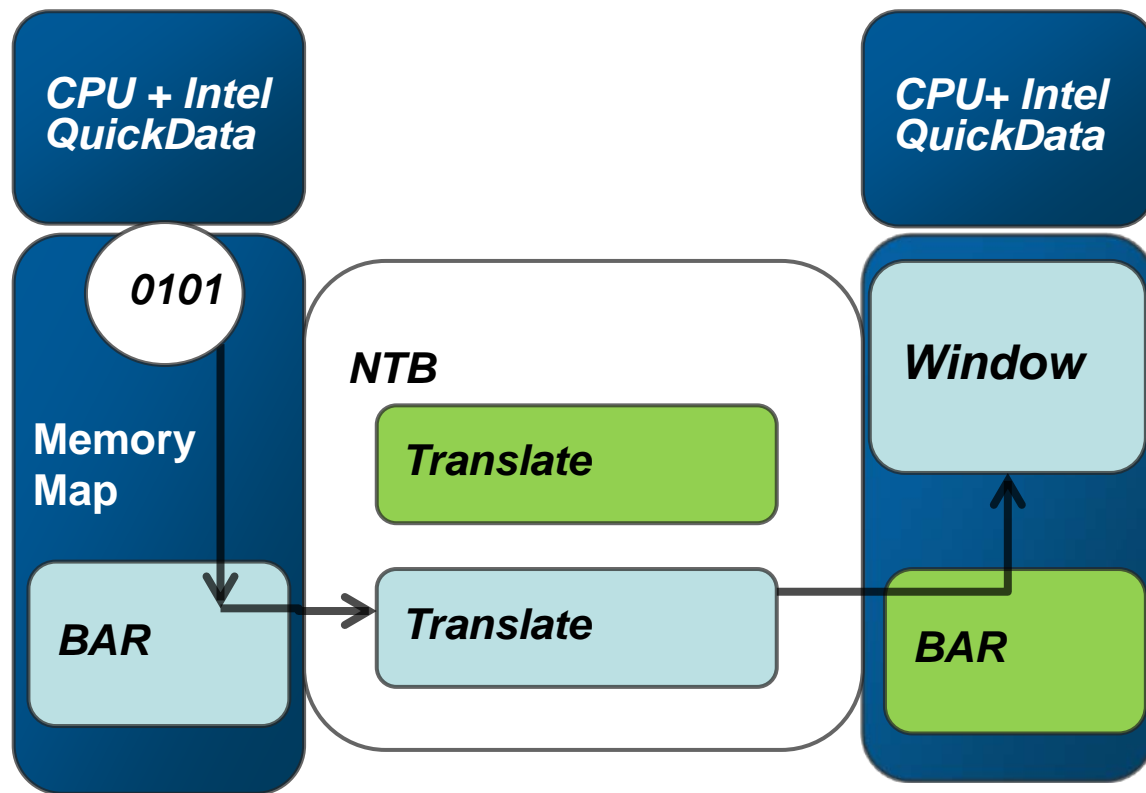 CPU + Intel
QuickData
CPU+ Intel
QuickData
0101
NTB
Window
Memory
Map
Translate
Translate
BAR
BAR